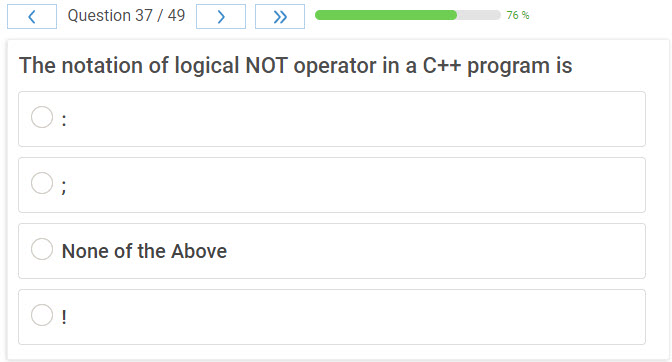 Question 37 / 49
76 %
The notation of logical NOT operator in a C++ program is
:
;
None of the Above
!